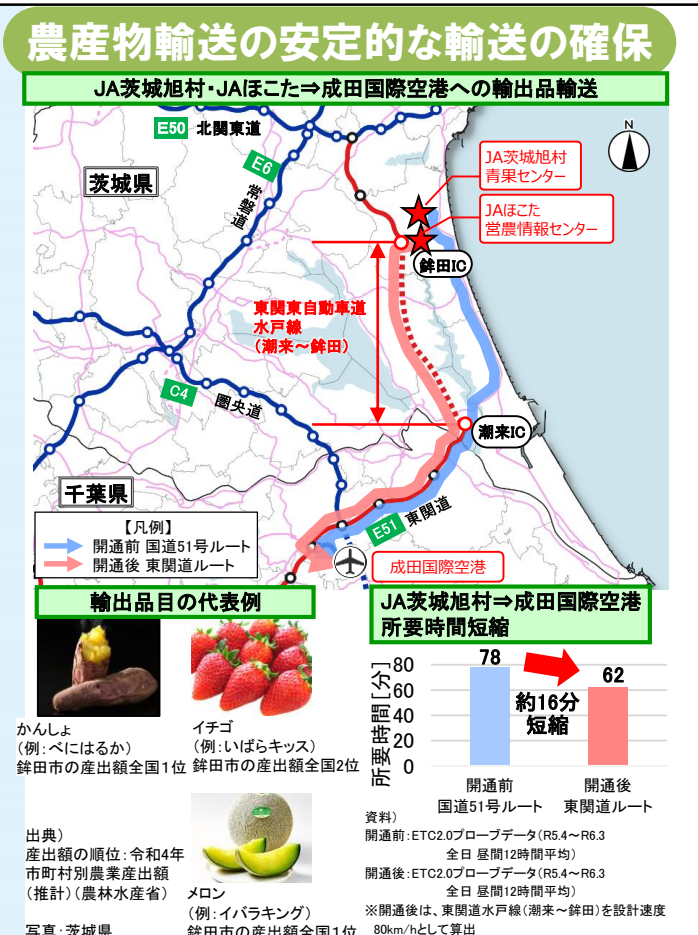 農産物輸送の安定的な輸送の確保
JA茨城旭村・JAほこた⇒成田国際空港への輸出品輸送
E50 北関東道
N
E6
常磐道
茨城県
JA茨城旭村
青果センター
JAほこた
営農情報センター
鉾田IC
東関東自動車道
水戸線
(潮来～鉾田)
C4
圏央道
潮来IC
千葉県
【凡例】
開通前 国道51号ルート
開通後 東関道ルート
E51 東関道
成田国際空港
輸出品目の代表例
かんしょ
(例:べにはるか)
鉾田市の産出額全国1位
イチゴ
(例:いばらキッス)
鉾田市の産出額全国2位
メロン
(例:イバラキング)
鉾田市の産出額全国1位
出典)
産出額の順位:令和4年
市町村別農業産出額
(推計)(農林水産省)
写真:茨城県
JA茨城旭村⇒成田国際空港
所要時間短縮
所要時間[分]
80
60
40
20
0
78
62
約16分
短縮
開通前
国道51号ルート
開通後
東関道ルート
資料)
開通前:ETC2.0プローブデータ(R5.4～R6.3
全日 昼間12時間平均)
開通後:ETC2.0プローブデータ(R5.4～R6.3
全日 昼間12時間平均)
※開通後は、東関道水戸線(潮来～鉾田)を設計速度
80km/hとして算出